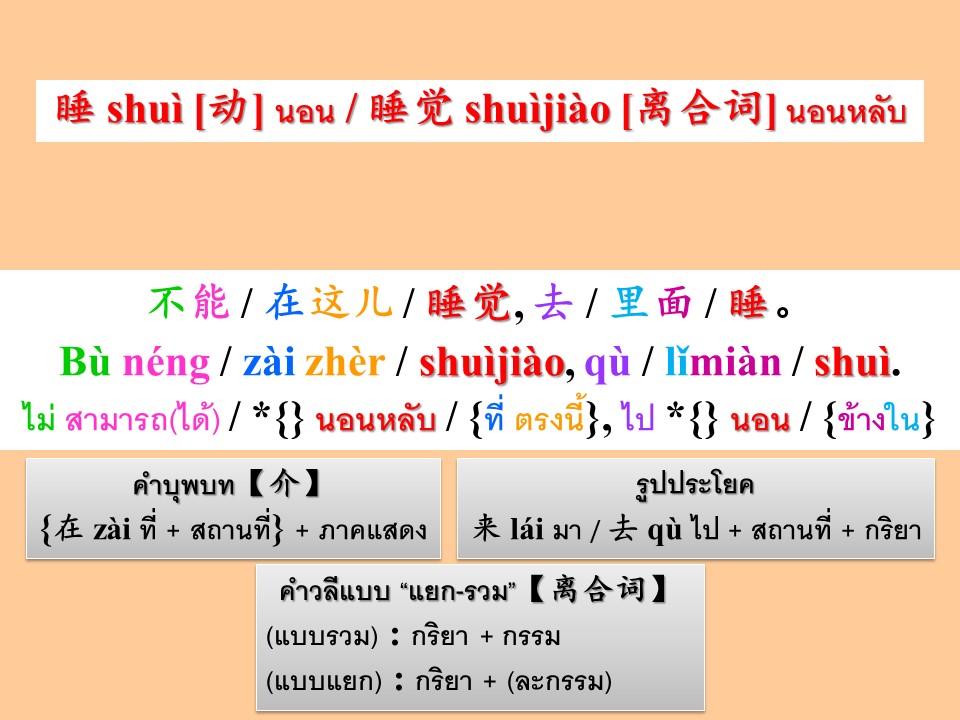 睡 shuì [动] นอน / 睡觉 shuìjiào [离合词] นอนหลับ
不能 / 在这儿 / 睡觉, 去 / 里面 / 睡。
Bù néng / zài zhèr / shuìjiào, qù / lǐmiàn / shuì.
ไม่ สามารถ(ได้) / *{} นอนหลับ / {ที่ ตรงนี้}, ไป *{} นอน / {ข้างใน}
คำบุพบท【介】
{在 zài ที่ + สถานที่} + ภาคแสดง
รูปประโยค
来 lái มา / 去 qù ไป + สถานที่ + กริยา
คำวลีแบบ “แยก-รวม”【离合词】
(แบบรวม) : กริยา + กรรม
(แบบแยก) : กริยา + (ละกรรม)